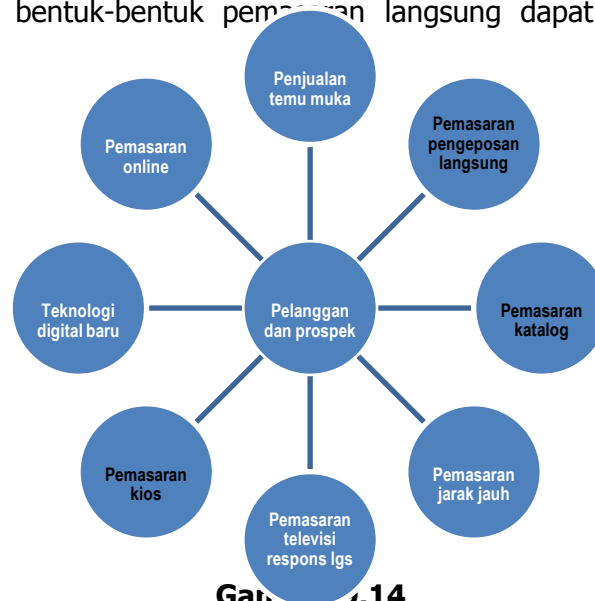 bentuk-bentuk pemasaran langsung dapat
Penjualan
temu muka
Pemasaran
pengeposan
langsung
Pemasaran
katalog
Pemasaran
jarak jauh
Pemasaran
televisi
respons lgs
Pemasaran
kios
Teknologi
digital baru
Pemasaran
online
Pelanggan
dan prospek
.14